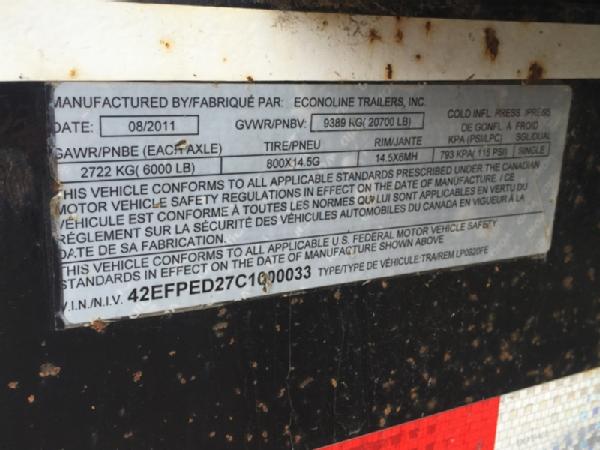 MANUFACTURED BY/FABRIQUÉ PAR: ECONOLINE TRAILERS, INC.
DATE: 08/2011 GVWR/PNBV: 9389 KG( 20700 LB) COLD INFL. PRESS./PRESS. DE GONFL. À FROID
GAWR/PNBE (EACH AXLE) TIRE/PNEU RIM/JANTE KPA (PSI/LPC) SGL/DUAL
2722 KG( 6000 LB) 800X14.5G 14.5X6MH 793 KPA( 115 PSI) SINGLE
THIS VEHICLE CONFORMS TO ALL APPLICABLE STANDARDS PRESCRIBED UNDER THE CANADIAN
MOTOR VEHICLE SAFETY REGULATIONS IN EFFECT ON THE DATE OF MANUFACTURE / CE
VÉHICULE EST CONFORME À TOUTES LES NORMES QUI LUI SONT APPLICABLES EN VERTU DU
RÉGLEMENT SUR LA SÉCURITÉ DES VÉHICULES AUTOMOBILES DU CANADA EN VIGUEUR À LA
DATE DE SA FABRICATION.
THIS VEHICLE CONFORMS TO ALL APPLICABLE U.S. FEDERAL MOTOR VEHICLE SAFETY
STANDARDS IN EFFECT ON THE DATE OF MANUFACTURE SHOWN ABOVE
V.I.N./N.I.V. 42EFPED27C1000033 TYPE/TYPE DE VÉHICULE: TRA/REM LP0820PE